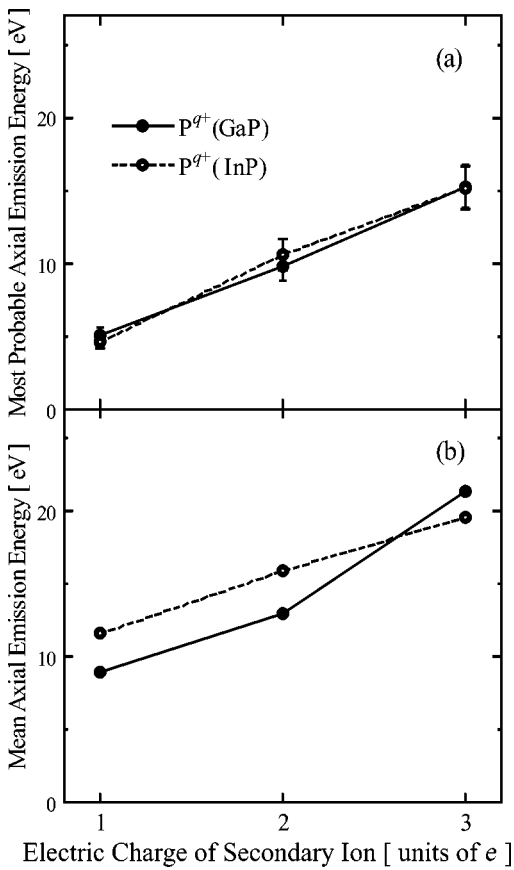 Most Probable Axial Emission Energy [ eV]
(a)
20
P^{q+}(GaP)
P^{q+}( InP)
10
0
Mean Axial Emission Energy [ eV]
(b)
20
10
0
1 2 3
Electric Charge of Secondary Ion [ units of e ]